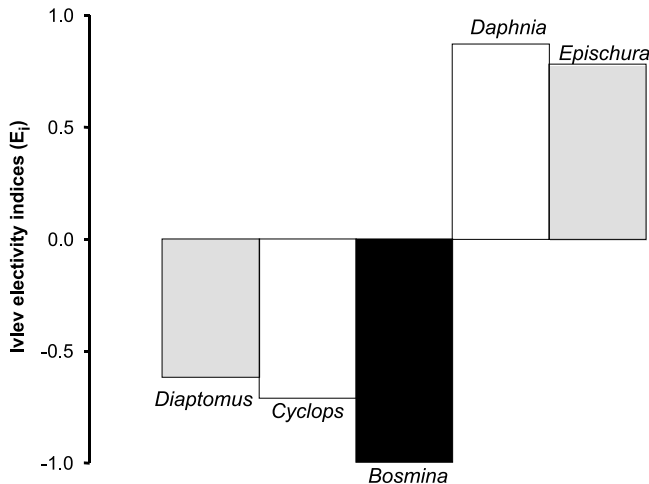 Ivlev electivity indices (Ei)
1.0
0.5
0.0
-0.5
-1.0
Daphnia
Epischura
Diaptomus
Cyclops
Bosmina